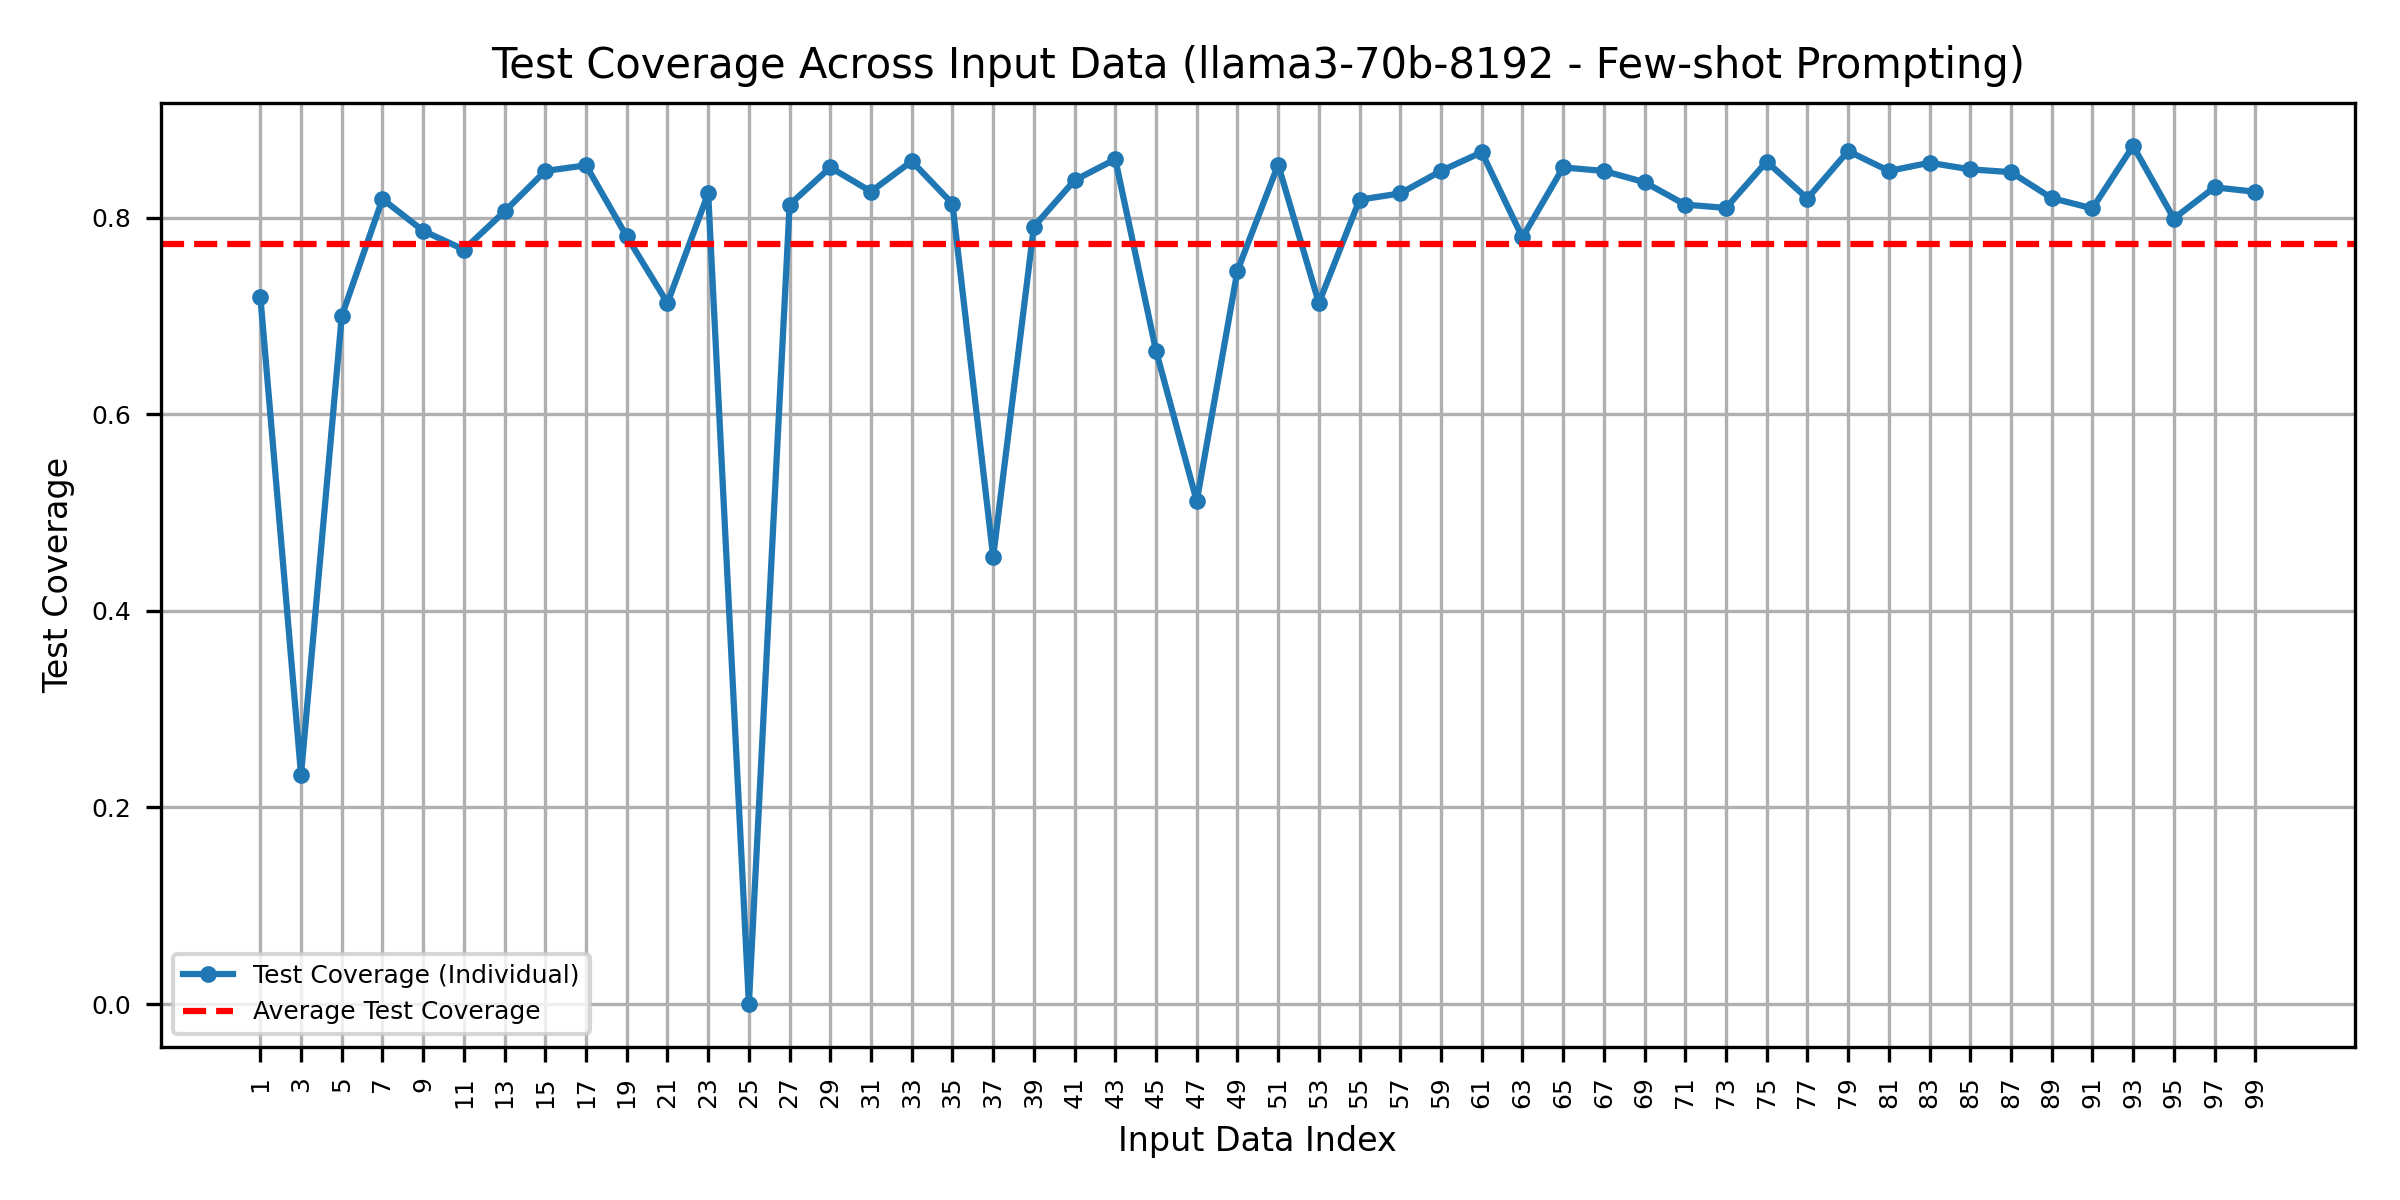 Test Coverage Across Input Data (llama3-70b-8192 - Few-shot Prompting)
Test Coverage
0.8
0.6
0.4
0.2
0.0
Test Coverage (Individual)
Average Test Coverage
1 3 5 7 9 11 13 15 17 19 21 23 25 27 29 31 33 35 37 39 41 43 45 47 49 51 53 55 57 59 61 63 65 67 69 71 73 75 77 79 81 83 85 87 89 91 93 95 97 99
Input Data Index